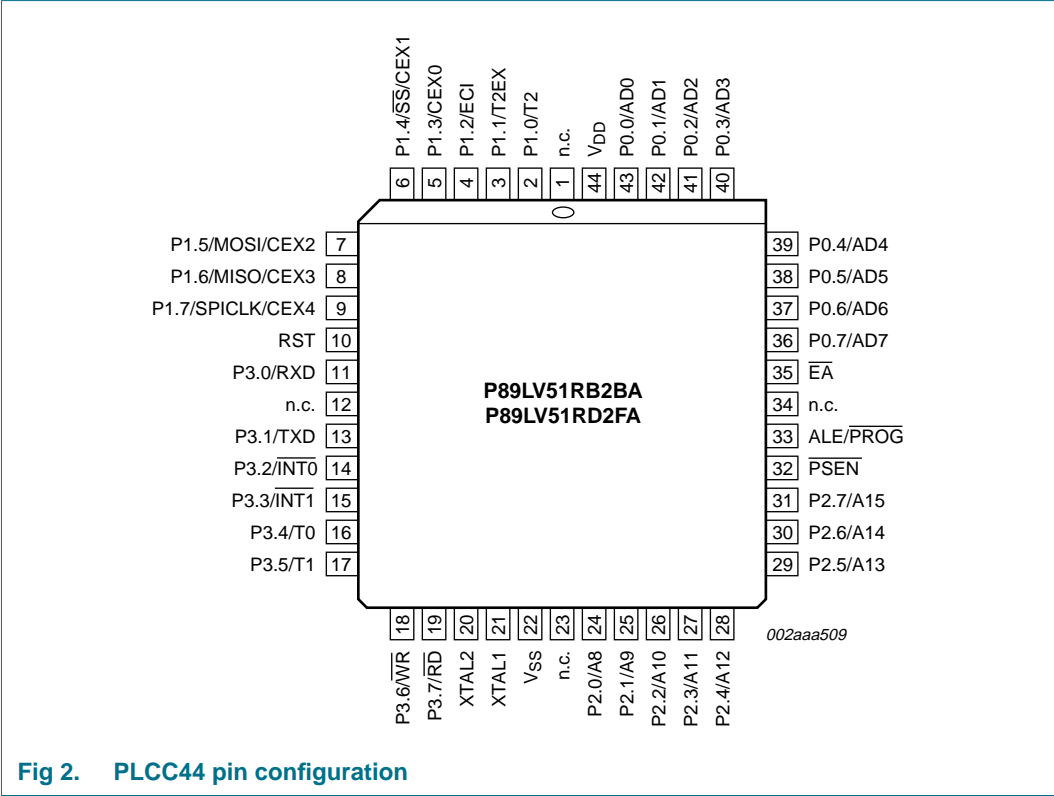 P1.4/S̅S̅/CEX1
P1.3/CEX0
P1.2/ECI
P1.1/T2EX
P1.0/T2
n.c.
VDD
P0.0/AD0
P0.1/AD1
P0.2/AD2
P0.3/AD3
6 5 4 3 2 1 44 43 42 41 40
P1.5/MOSI/CEX2 7
P1.6/MISO/CEX3 8
P1.7/SPICLK/CEX4 9
RST 10
P3.0/RXD 11
n.c. 12
P3.1/TXD 13
P3.2/I̅N̅T̅0̅ 14
P3.3/I̅N̅T̅1̅ 15
P3.4/T0 16
P3.5/T1 17
P89LV51RB2BA
P89LV51RD2FA
39 P0.4/AD4
38 P0.5/AD5
37 P0.6/AD6
36 P0.7/AD7
35 E̅A̅
34 n.c.
33 ALE/P̅R̅O̅G̅
32 P̅S̅E̅N̅
31 P2.7/A15
30 P2.6/A14
29 P2.5/A13
18 19 20 21 22 23 24 25 26 27 28
P3.6/W̅R̅
P3.7/R̅D̅
XTAL2
XTAL1
VSS
n.c.
P2.0/A8
P2.1/A9
P2.2/A10
P2.3/A11
P2.4/A12
002aaa509
Fig 2. PLCC44 pin configuration